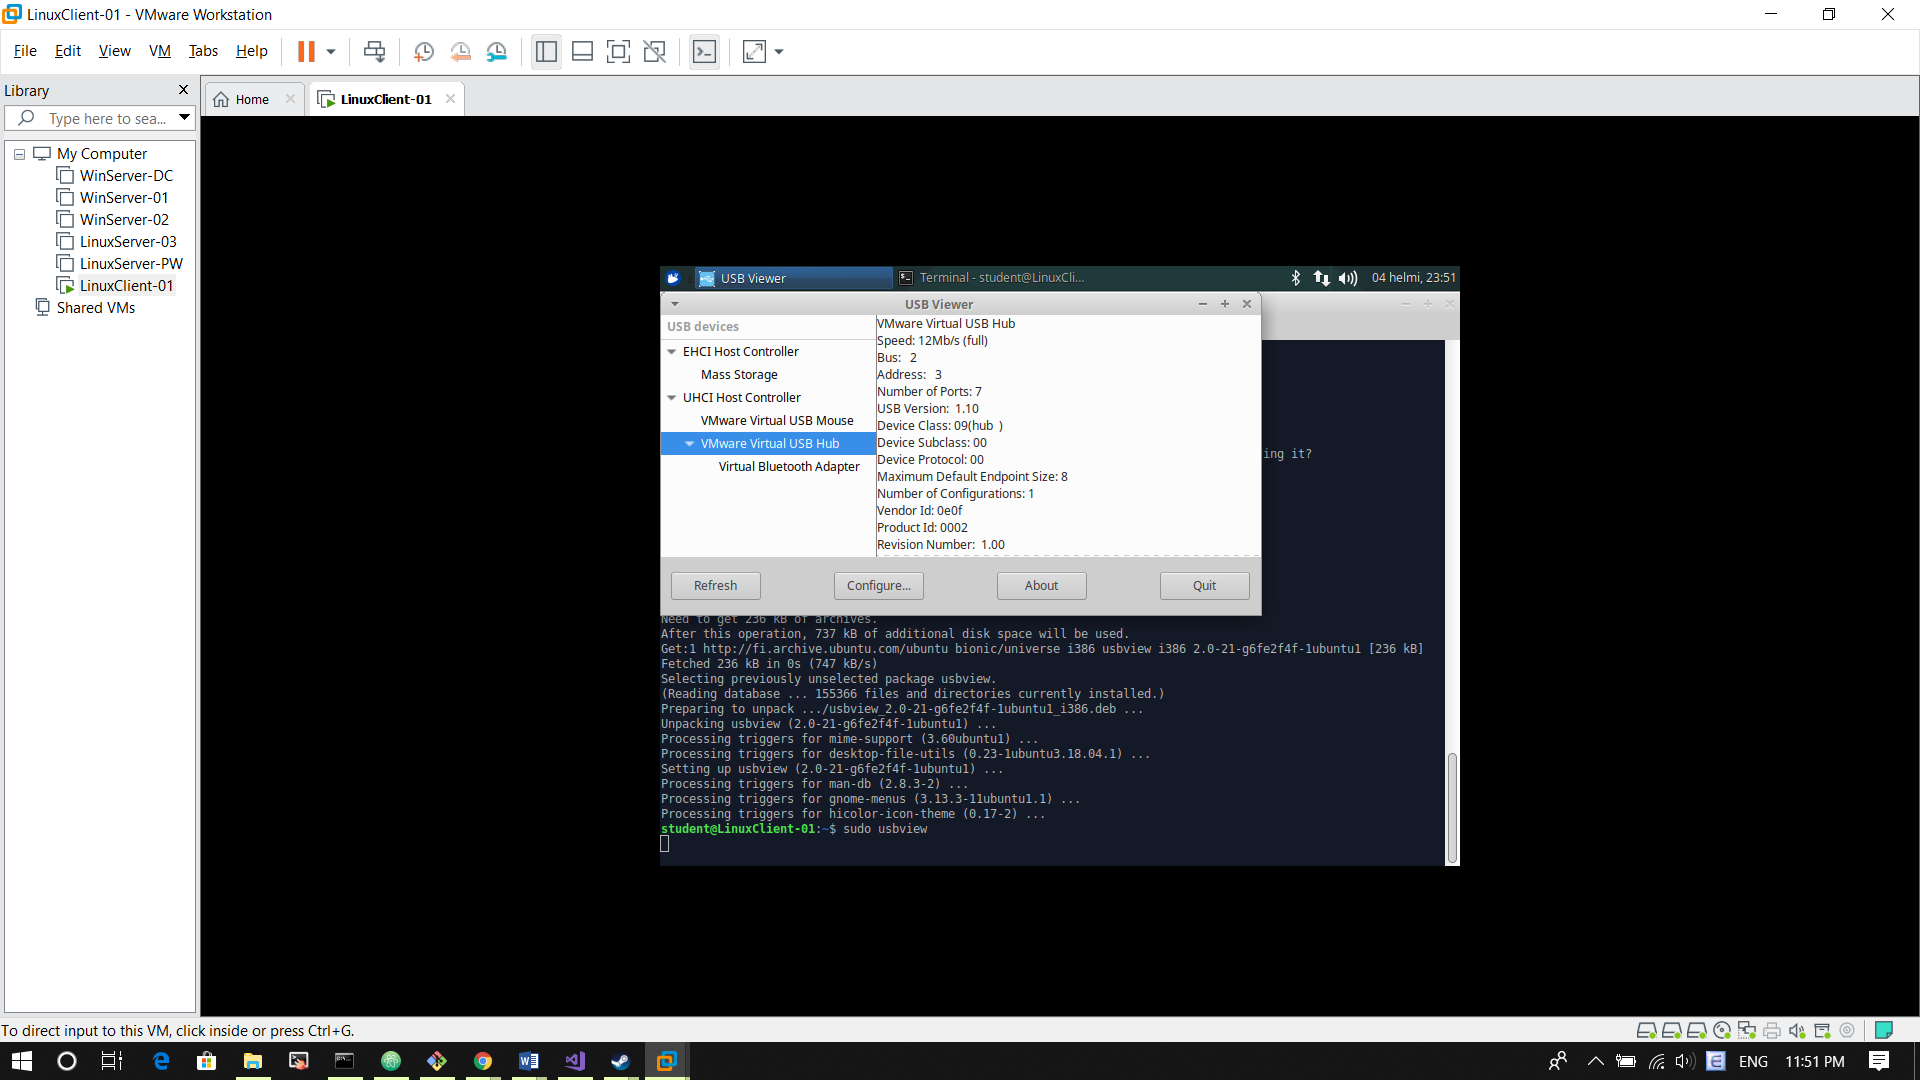 LinuxClient-01 - VMware Workstation
File Edit View VM Tabs Help
Library
Type here to sea...
My Computer
WinServer-DC
WinServer-01
WinServer-02
LinuxServer-03
LinuxServer-PW
LinuxClient-01
Shared VMs
Home
LinuxClient-01
USB Viewer
Terminal - student@LinuxCli...
04 helmi, 23:51
USB Viewer
USB devices
EHCI Host Controller
Mass Storage
UHCI Host Controller
VMware Virtual USB Mouse
VMware Virtual USB Hub
Virtual Bluetooth Adapter
VMware Virtual USB Hub
Speed: 12Mb/s (full)
Bus: 2
Address: 3
Number of Ports: 7
USB Version: 1.10
Device Class: 09(hub )
Device Subclass: 00
Device Protocol: 00
Maximum Default Endpoint Size: 8
Number of Configurations: 1
Vendor Id: 0e0f
Product Id: 0002
Revision Number: 1.00
Refresh
Configure...
About
Quit
ing it?
Need to get 236 kB of archives.
After this operation, 737 kB of additional disk space will be used.
Get:1 http://fi.archive.ubuntu.com/ubuntu bionic/universe i386 usbview i386 2.0-21-g6fe2f4f-1ubuntu1 [236 kB]
Fetched 236 kB in 0s (747 kB/s)
Selecting previously unselected package usbview.
(Reading database ... 155366 files and directories currently installed.)
Preparing to unpack .../usbview_2.0-21-g6fe2f4f-1ubuntu1_i386.deb ...
Unpacking usbview (2.0-21-g6fe2f4f-1ubuntu1) ...
Processing triggers for mime-support (3.60ubuntu1) ...
Processing triggers for desktop-file-utils (0.23-1ubuntu3.18.04.1) ...
Setting up usbview (2.0-21-g6fe2f4f-1ubuntu1) ...
Processing triggers for man-db (2.8.3-2) ...
Processing triggers for gnome-menus (3.13.3-11ubuntu1.1) ...
Processing triggers for hicolor-icon-theme (0.17-2) ...
student@LinuxClient-01:~$ sudo usbview
To direct input to this VM, click inside or press Ctrl+G.
ENG
11:51 PM